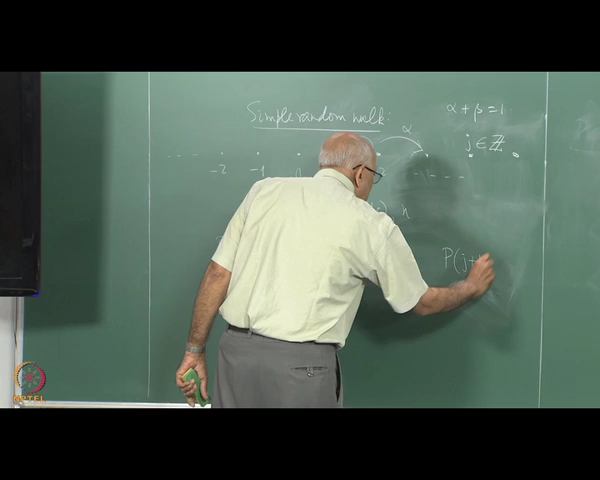 Simple random walk:
α + β = 1
α
j ∈ ℤ
---- -2 -1 0 ---
n
P(j+
NPTEL